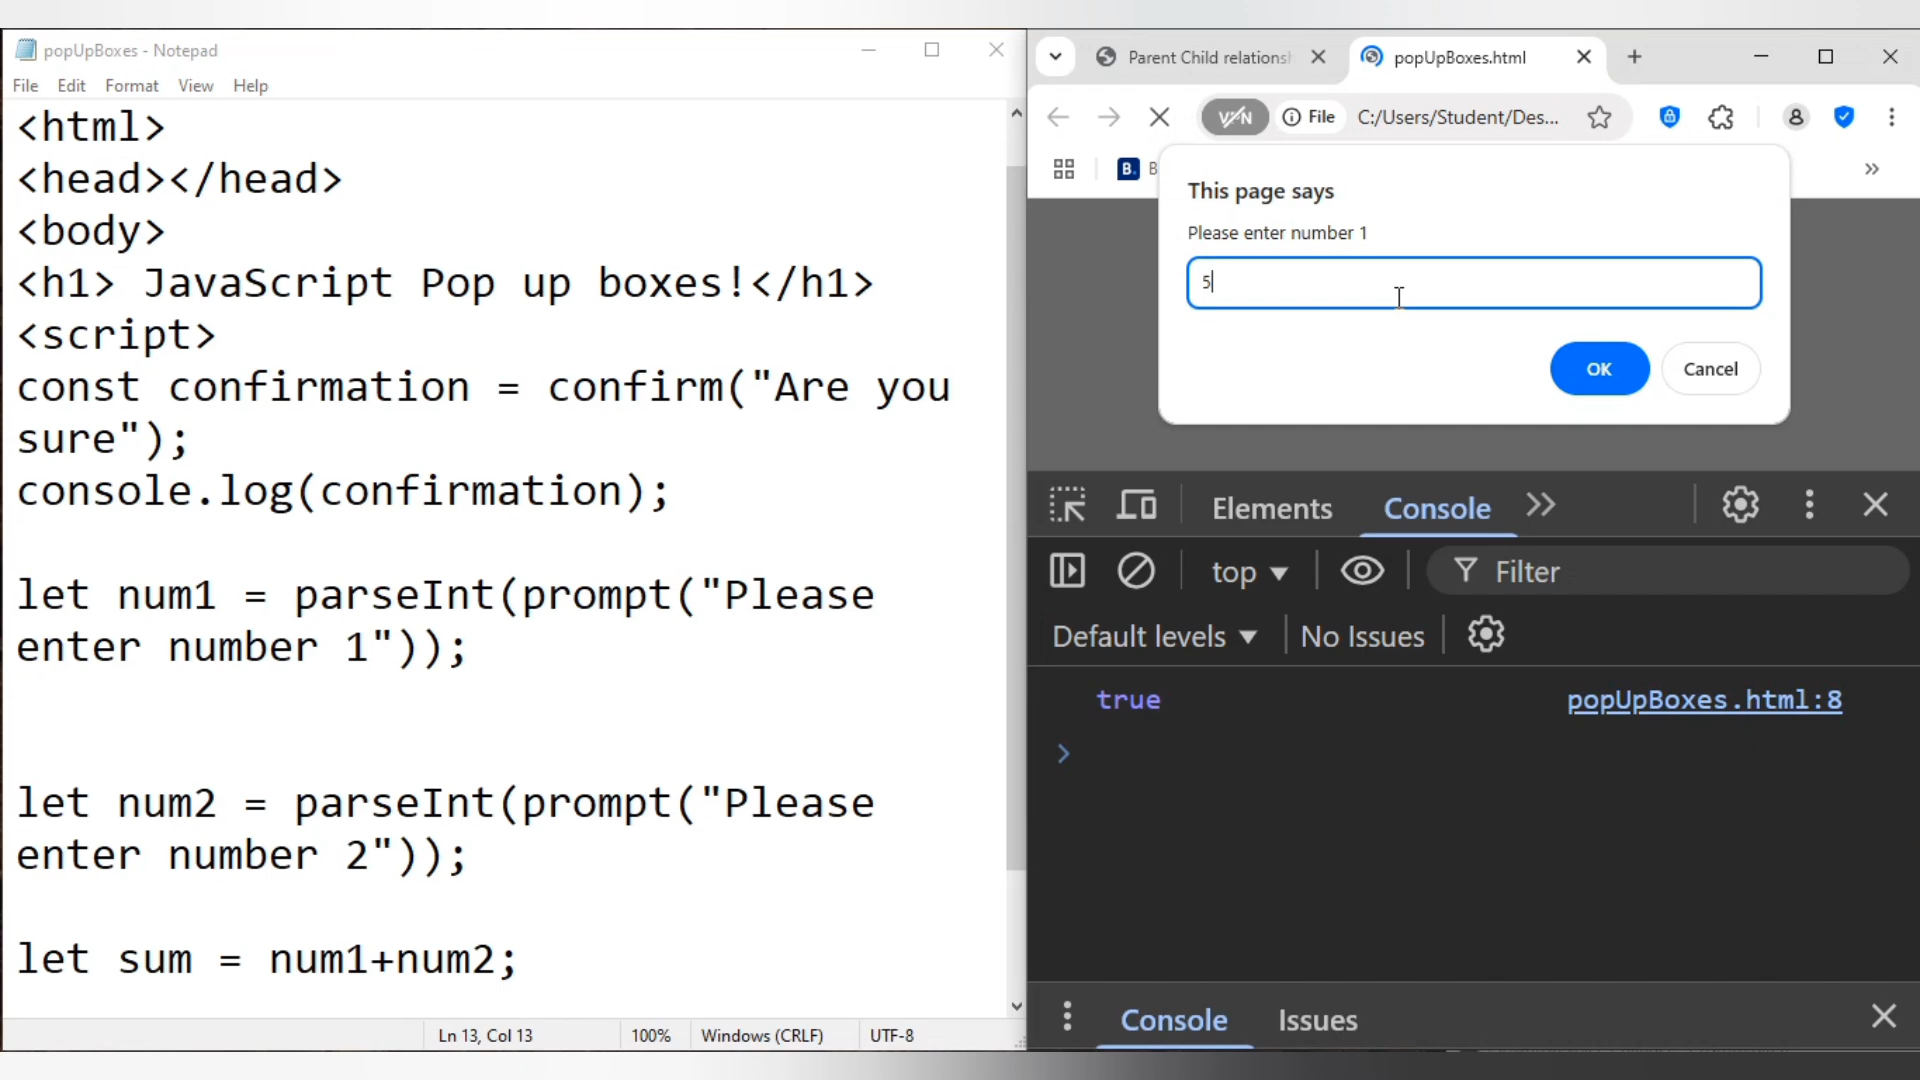 popUpBoxes - Notepad
File Edit Format View Help
<html>
<head></head>
<body>
<h1> JavaScript Pop up boxes!</h1>
<script>
const confirmation = confirm("Are you
sure");
console.log(confirmation);
let num1 = parseInt(prompt("Please
enter number 1"));
let num2 = parseInt(prompt("Please
enter number 2"));
let sum = num1+num2;
Ln 13, Col 13 100% Windows (CRLF) UTF-8
Parent Child relations popUpBoxes.html
VPN File C:/Users/Student/Des...
B. B
This page says
Please enter number 1
5
OK Cancel
Elements Console
top Filter
Default levels No Issues
true popUpBoxes.html:8
Console Issues